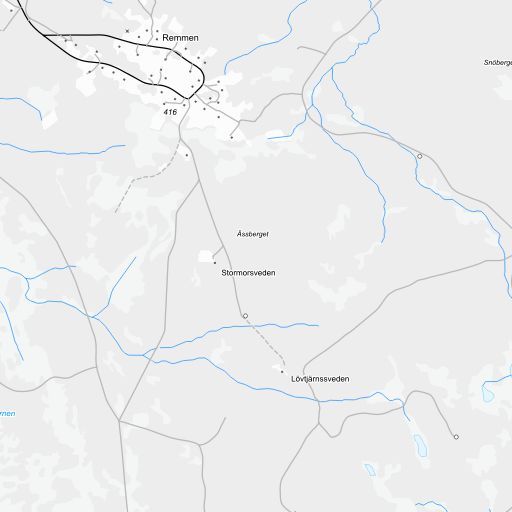 Remmen
Snöberge
416
Åssberget
Stormorsveden
Lövtjärnssveden
rnen